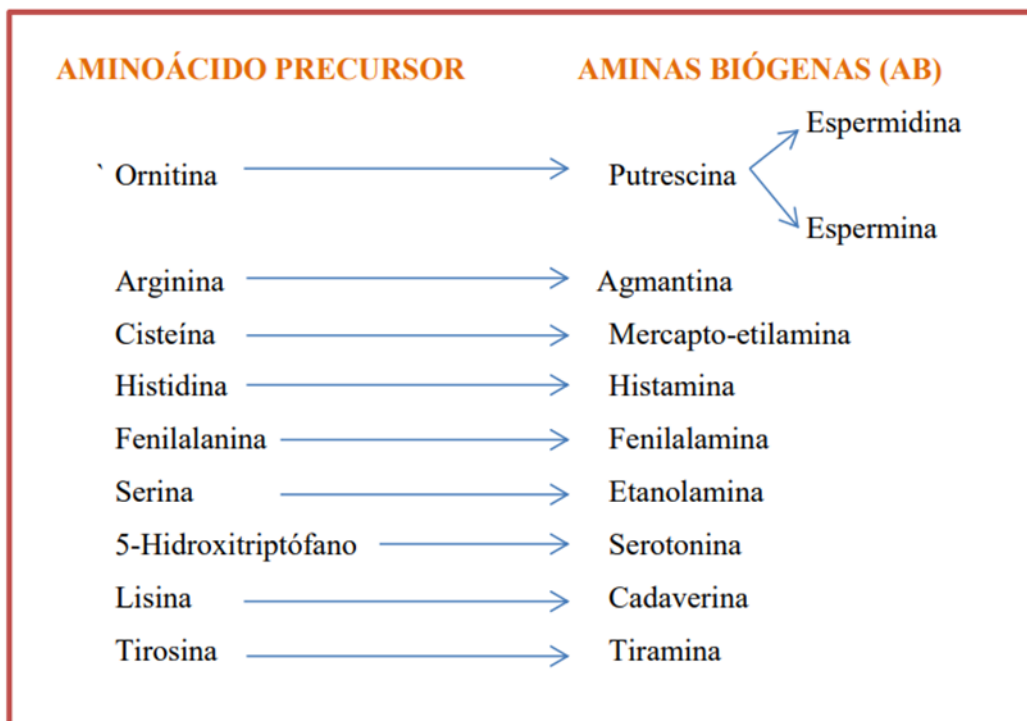 AMINOÁCIDO PRECURSOR AMINAS BIÓGENAS (AB)
Espermidina
` Ornitina Putrescina
Espermina
Arginina Agmantina
Cisteína Mercapto-etilamina
Histidina Histamina
Fenilalanina Fenilalamina
Serina Etanolamina
5-Hidroxitriptófano Serotonina
Lisina Cadaverina
Tirosina Tiramina